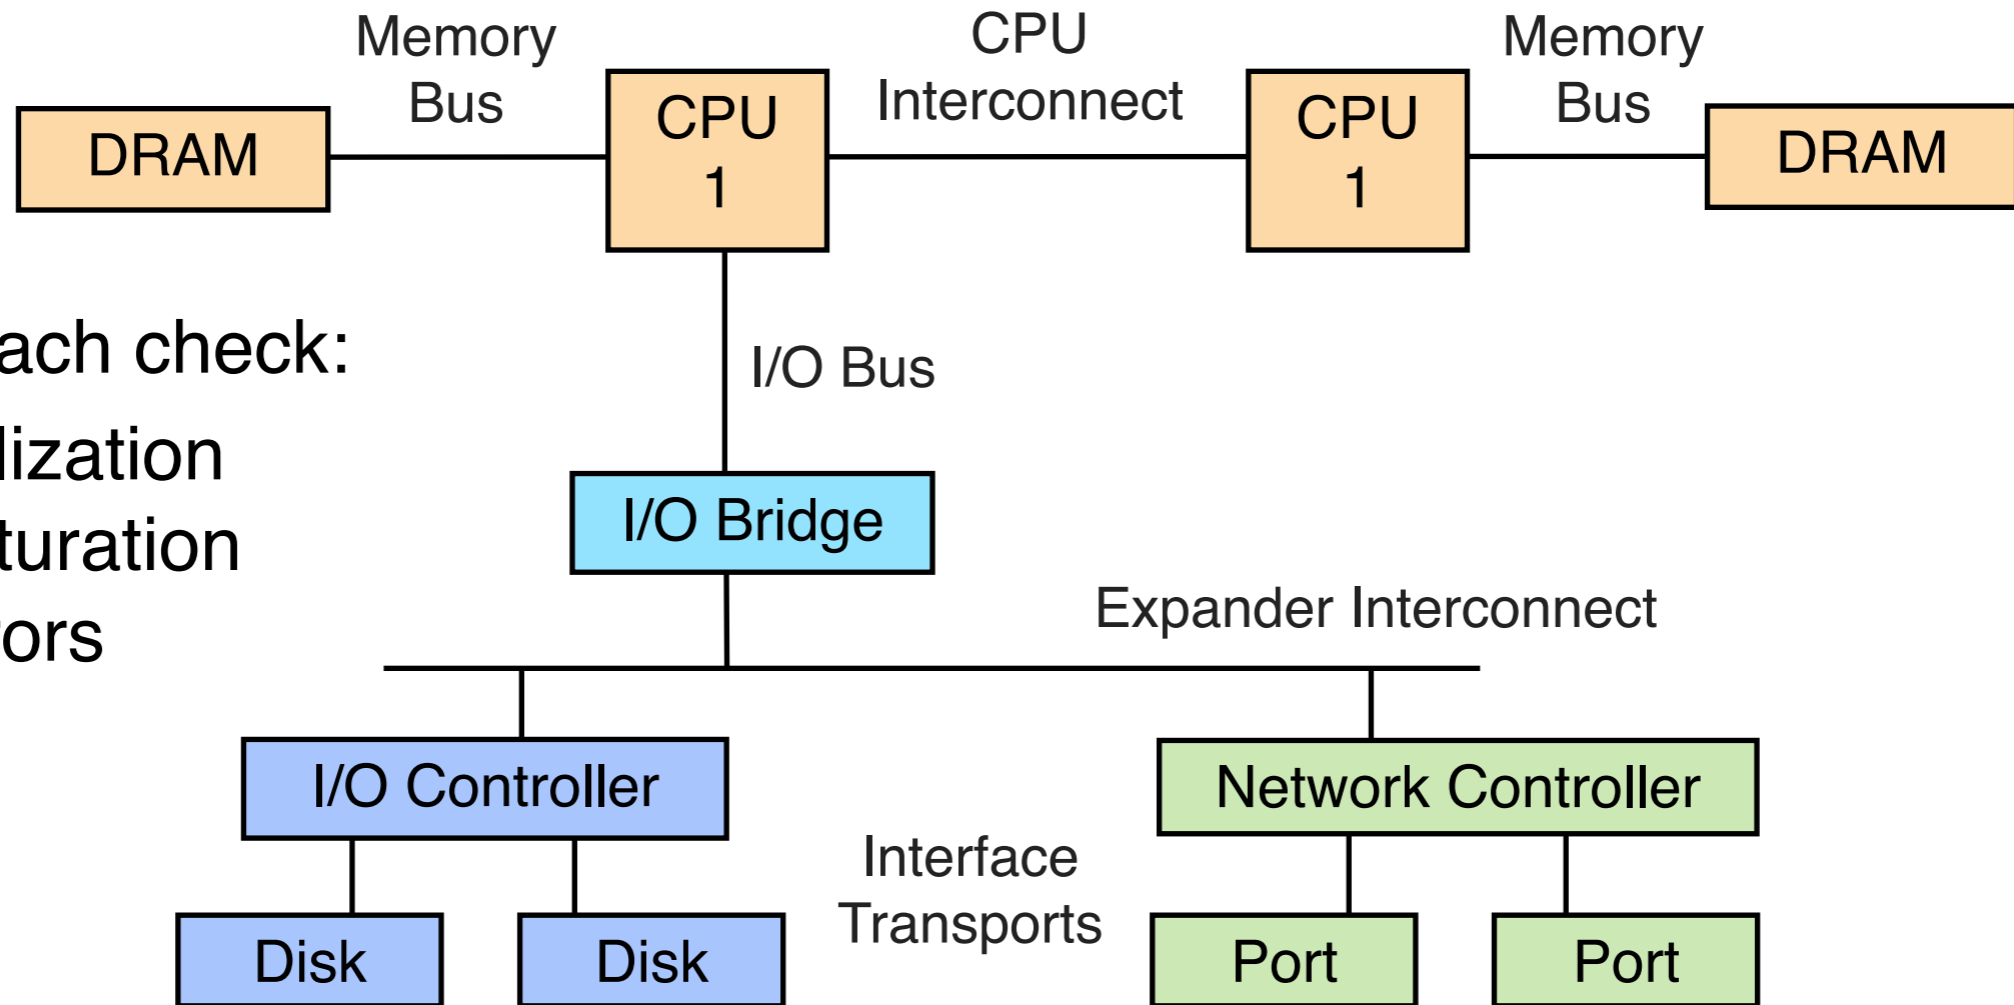 Memory
Bus
CPU
Interconnect
Memory
Bus
DRAM
CPU
1
CPU
1
DRAM
ach check:
lization
turation
rors
I/O Bus
I/O Bridge
Expander Interconnect
I/O Controller
Network Controller
Interface
Transports
Disk
Disk
Port
Port